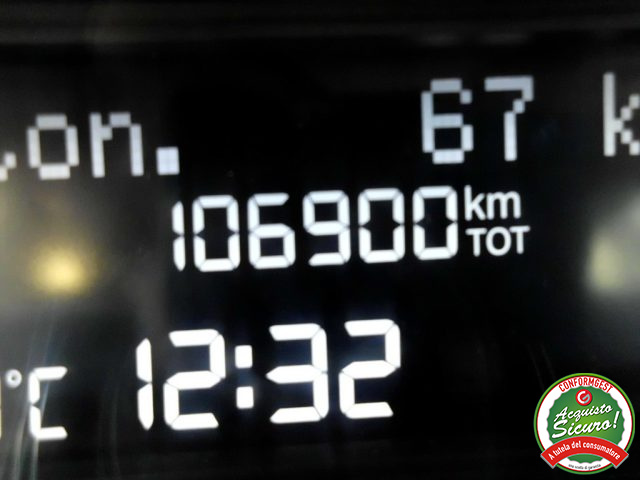 on. 67 k
106900 km
TOT
°C 12:32
CONFORMGEST
Acquisto
Sicuro!
A tutela del consumatore